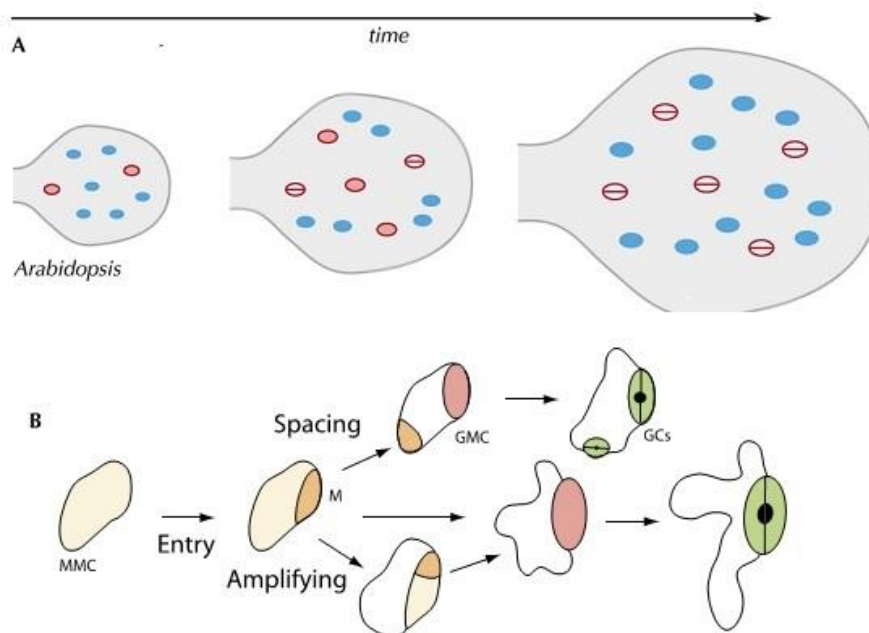 time
A
Arabidopsis
B
Spacing
GMC
GCs
M
MMC
Entry
Amplifying